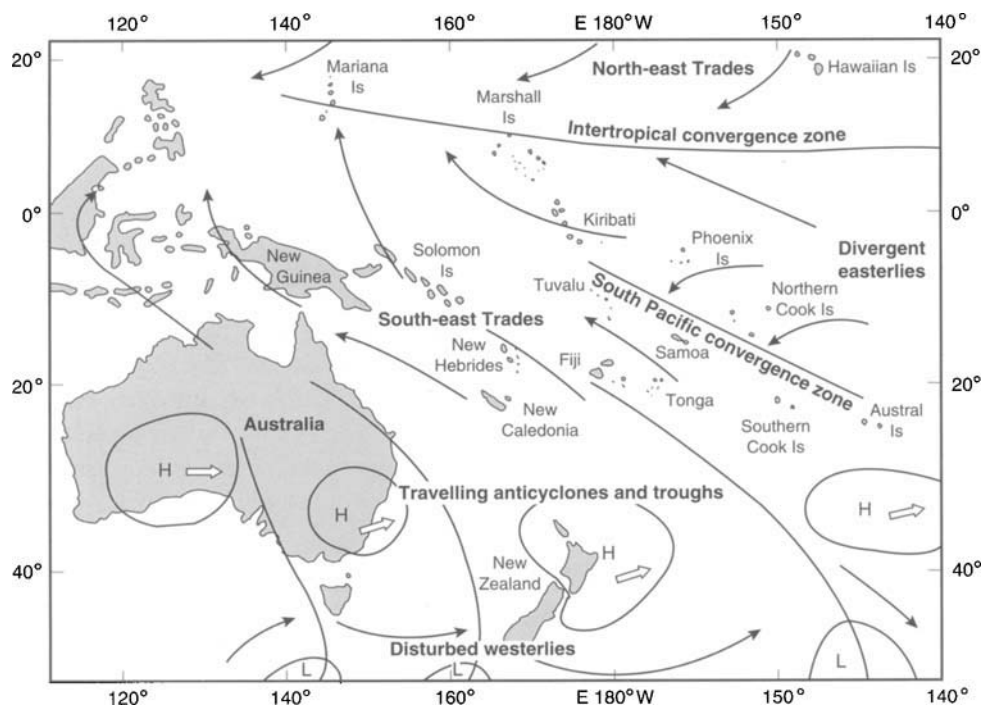 120°
140°
160°
E 180° W
150°
140°
20°
20°
Mariana
Is
North-east Trades
Hawaiian Is
Marshall
Is
Intertropical convergence zone
0°
0°
Kiribati
Phoenix
Is
Divergent
easterlies
New
Guinea
Solomon
Is
Tuvalu
Northern
Cook Is
South Pacific convergence zone
South-east Trades
New
Hebrides
Fiji
Samoa
20°
20°
Tonga
New
Caledonia
Southern
Cook Is
Austral
Is
Australia
H
Travelling anticyclones and troughs
H
H
H
40°
40°
New
Zealand
Disturbed westerlies
L
L
L
120°
140°
160°
E 180° W
150°
140°